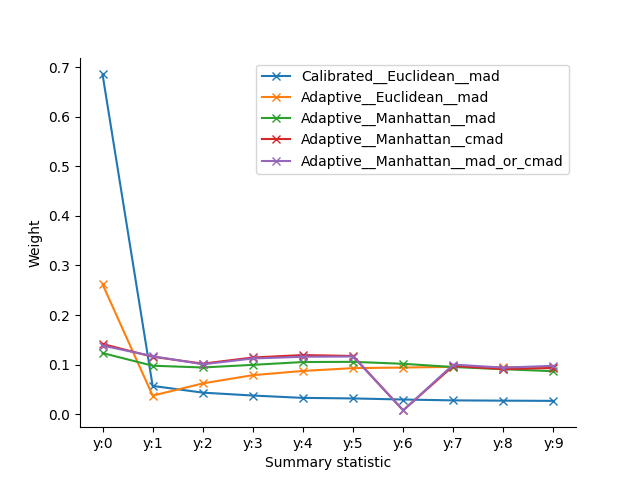 0.7
0.6
0.5
0.4
0.3
0.2
0.1
0.0
Weight
Calibrated__Euclidean__mad
Adaptive__Euclidean__mad
Adaptive__Manhattan__mad
Adaptive__Manhattan__cmad
Adaptive__Manhattan__mad_or_cmad
y:0 y:1 y:2 y:3 y:4 y:5 y:6 y:7 y:8 y:9
Summary statistic